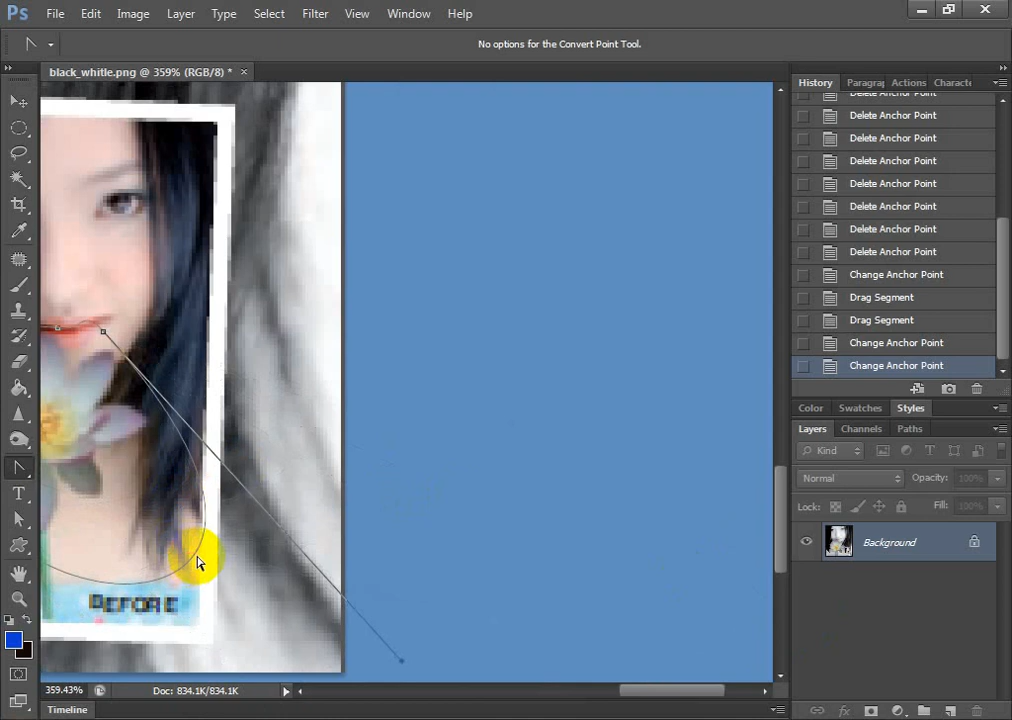 Ps File Edit Image Layer Type Select Filter View Window Help
No options for the Convert Point Tool.
black_whitle.png @ 359% (RGB/8) * ×
History Paragra Actions Characte
Delete Anchor Point
Delete Anchor Point
Delete Anchor Point
Delete Anchor Point
Delete Anchor Point
Delete Anchor Point
Delete Anchor Point
Delete Anchor Point
Change Anchor Point
Drag Segment
Drag Segment
Change Anchor Point
Change Anchor Point
Color Swatches Styles
Layers Channels Paths
Kind
Normal Opacity: 100%
Lock: Fill: 100%
Background
BEFORE
359.43% Doc: 834.1K/834.1K
Timeline